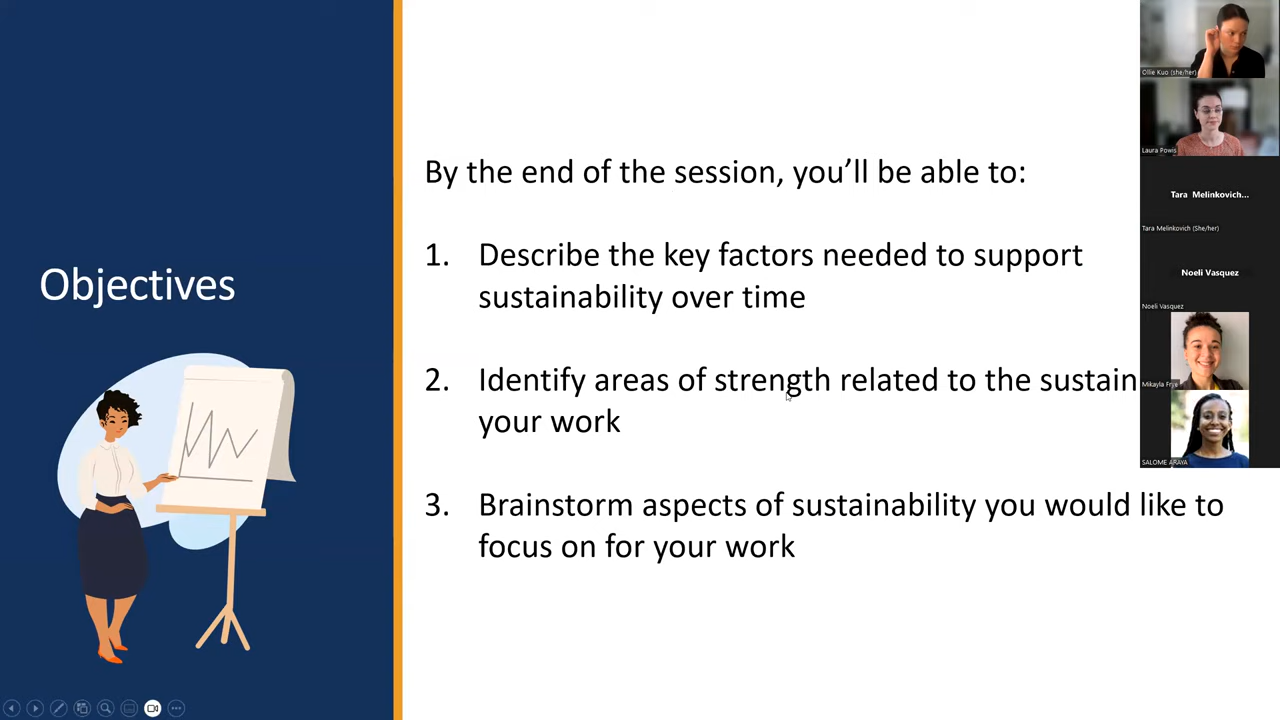 Objectives
By the end of the session, you’ll be able to:
1. Describe the key factors needed to support
sustainability over time
2. Identify areas of strength related to the sustain
your work
3. Brainstorm aspects of sustainability you would like to
focus on for your work
Ollie Kuo (she/her)
Laura Powis
Tara Melinkovich...
Tara Melinkovich (She/her)
Noeli Vasquez
Noeli Vasquez
Mikayla Frye
SALOME ARAYA